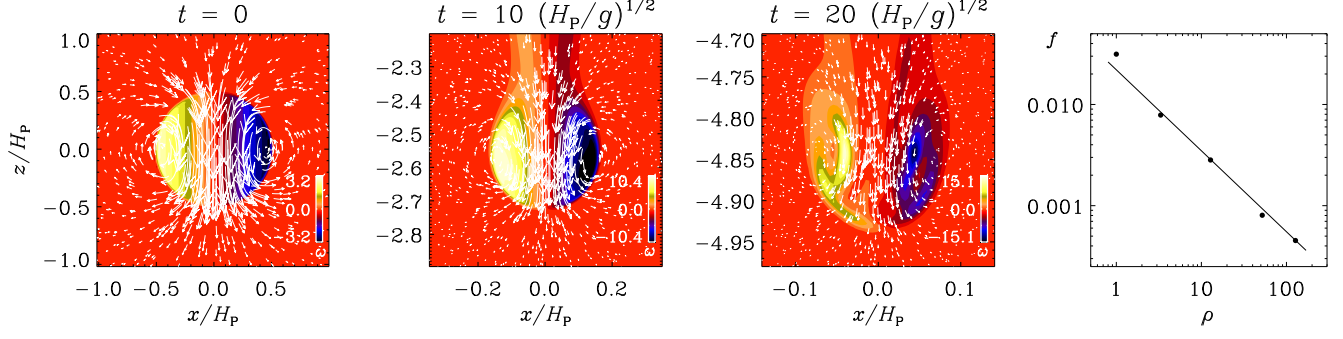 t = 0
1.0
0.5
0.0
−0.5
−1.0
z/H_P
3.2
0.0
−3.2
ω
−1.0 −0.5 0.0 0.5
x/H_P
t = 10 (H_P/g)^1/2
−2.3
−2.4
−2.5
−2.6
−2.7
−2.8
10.4
0.0
−10.4
ω
−0.2 0.0 0.2
x/H_P
t = 20 (H_P/g)^1/2
−4.70
−4.75
−4.80
−4.85
−4.90
−4.95
15.1
0.0
−15.1
ω
−0.1 0.0 0.1
x/H_P
f
0.010
0.001
1 10 100
ρ